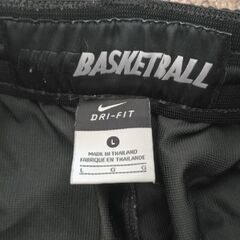 BASKETBALL
DRI-FIT
L
MADE IN THAILAND
FABRIQUE EN THAILANDE
L G G